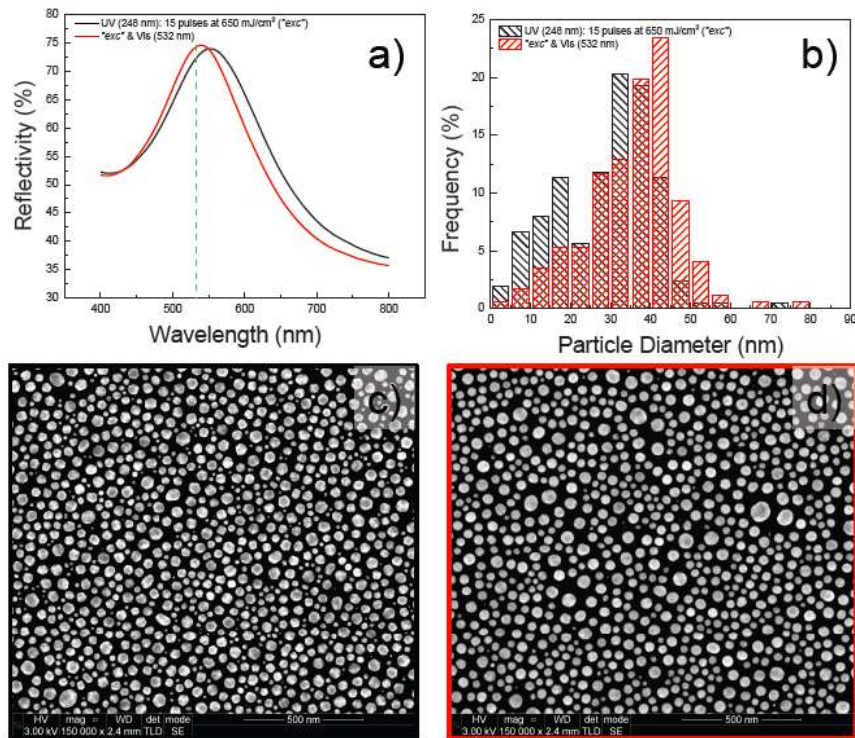 UV (248 nm): 15 pulses at 650 mJ/cm² ("exc")
"exc" & Vis (532 nm)
a)
80
75
70
65
60
55
50
45
40
35
30
Reflectivity (%)
400 500 600 700 800
Wavelength (nm)
UV (248 nm): 15 pulses at 650 mJ/cm² ("exc")
"exc" & Vis (532 nm)
b)
25
20
15
10
5
0
Frequency (%)
0 10 20 30 40 50 60 70 80 90
Particle Diameter (nm)
c)
HV mag WD det mode
3.00 kV 150 000 x 2.4 mm TLD SE
500 nm
d)
HV mag WD det mode
3.00 kV 150 000 x 2.4 mm TLD SE
500 nm